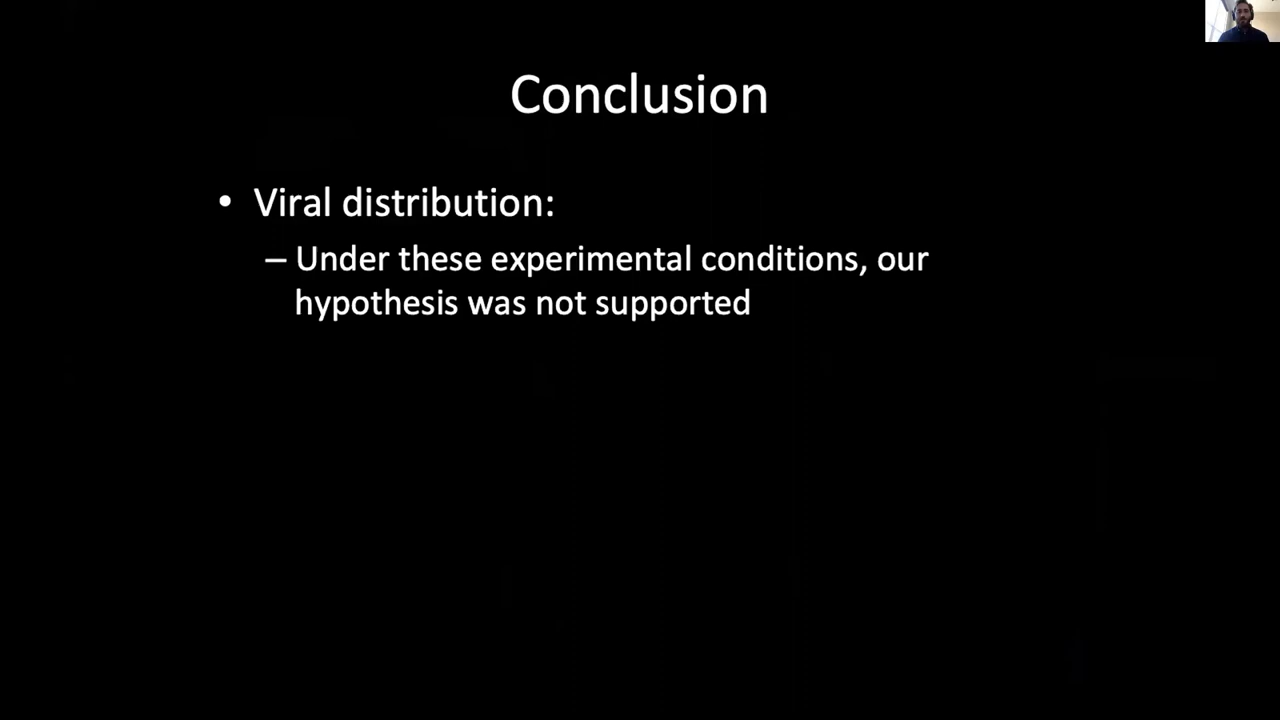 Conclusion
• Viral distribution:
– Under these experimental conditions, our
hypothesis was not supported